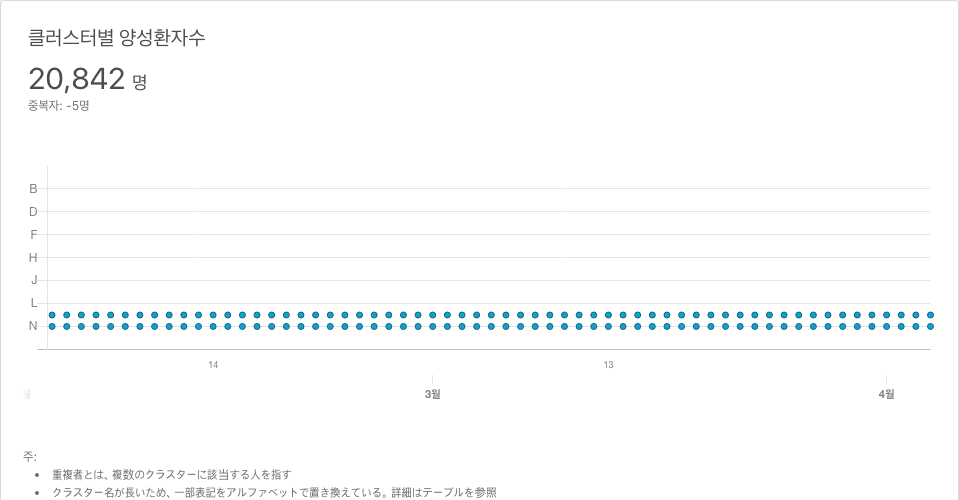 클러스터별 양성환자수
20,842 명
중복자: -5명
B
D
F
H
J
L
N
14
13
3월
4월
주:
• 重複者とは、複数のクラスターに該当する人を指す
• クラスター名が長いため、一部表記をアルファベットで置き換えている。詳細はテーブルを参照